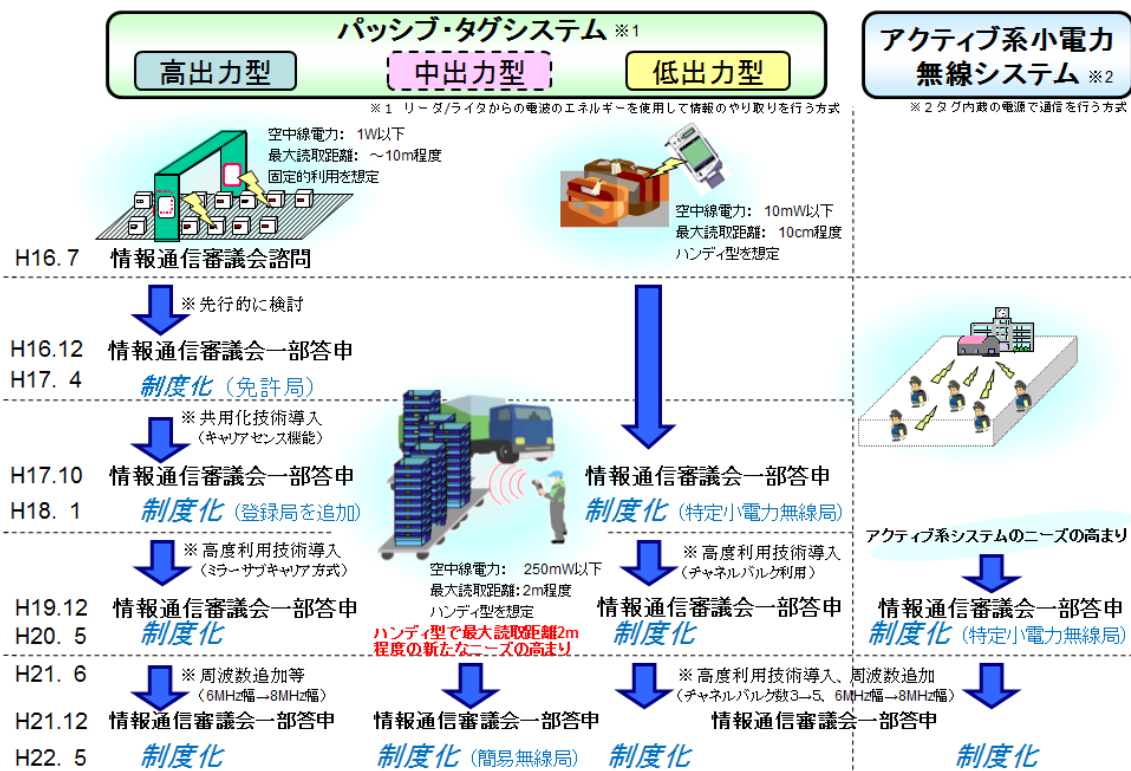 パッシブ・タグシステム ※1
高出力型
中出力型
低出力型
アクティブ系小電力
無線システム ※2
※1 リーダ/ライタからの電波のエネルギーを使用して情報のやり取りを行う方式
※2タグ内蔵の電源で通信を行う方式
空中線電力: 1W以下
最大読取距離: ~10m程度
固定的利用を想定
空中線電力: 10mW以下
最大読取距離: 10cm程度
ハンディ型を想定
H16. 7 情報通信審議会諮問
※先行的に検討
H16.12 情報通信審議会一部答申
H17. 4 制度化(免許局)
※共用化技術導入
(キャリアセンス機能)
H17.10 情報通信審議会一部答申 情報通信審議会一部答申
H18. 1 制度化(登録局を追加) 制度化(特定小電力無線局)
アクティブ系システムのニーズの高まり
※高度利用技術導入
(ミラーサブキャリア方式)
空中線電力: 250mW以下
最大読取距離:2m程度
ハンディ型を想定
※高度利用技術導入
(チャネルバルク利用)
H19.12 情報通信審議会一部答申 情報通信審議会一部答申 情報通信審議会一部答申
ハンディ型で最大読取距離2m
程度の新たなニーズの高まり
H20. 5 制度化 制度化 制度化(特定小電力無線局)
H21. 6 ※周波数追加等
(6MHz幅→8MHz幅)
※高度利用技術導入、周波数追加
(チャネルバルク数3→5、6MHz幅→8MHz幅)
H21.12 情報通信審議会一部答申 情報通信審議会一部答申 情報通信審議会一部答申
H22. 5 制度化 制度化(簡易無線局) 制度化 制度化